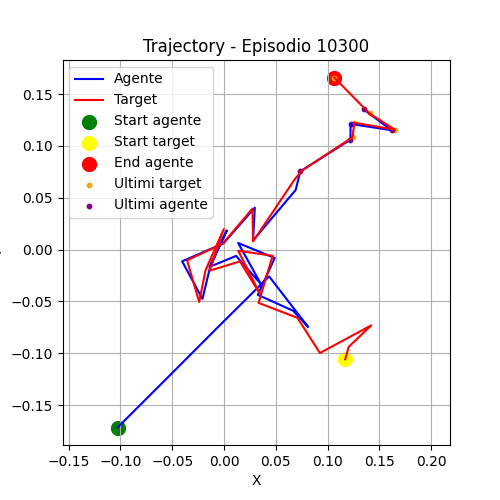 Trajectory - Episodio 10300
Agente
Target
Start agente
Start target
End agente
Ultimi target
Ultimi agente
0.15
0.10
0.05
0.00
−0.05
−0.10
−0.15
−0.15 −0.10 −0.05 0.00 0.05 0.10 0.15 0.20
X